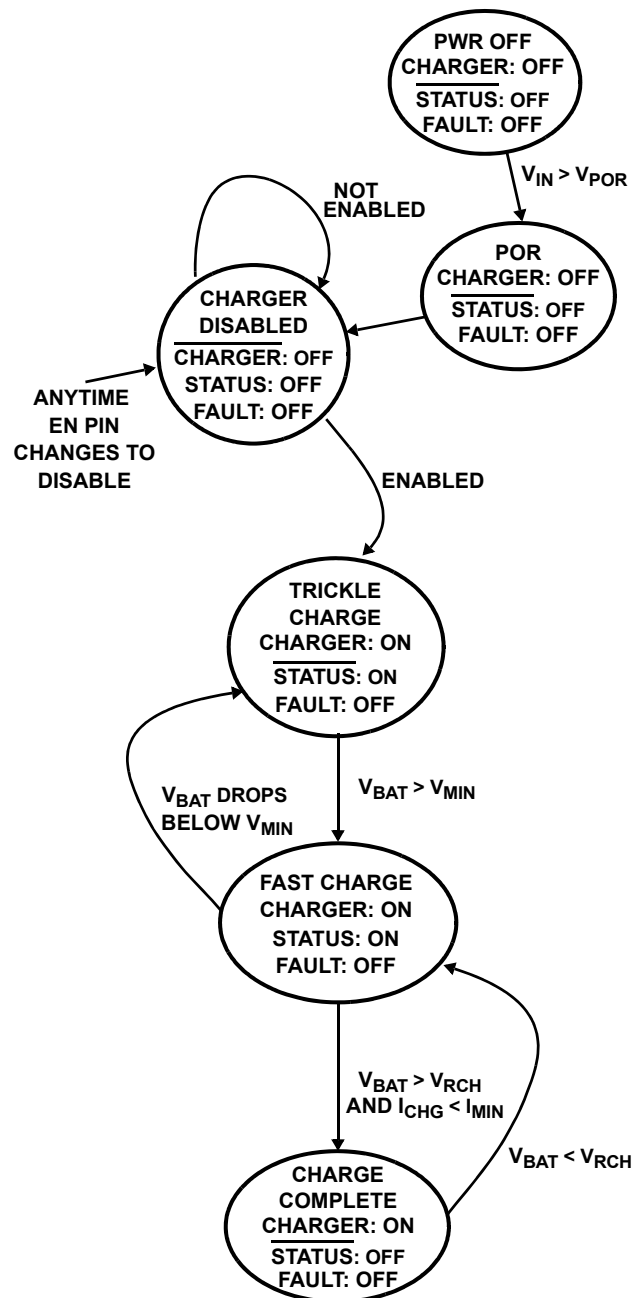 PWR OFF
CHARGER: OFF
STATUS: OFF
FAULT: OFF
VIN > VPOR
POR
CHARGER: OFF
STATUS: OFF
FAULT: OFF
NOT
ENABLED
CHARGER
DISABLED
CHARGER: OFF
STATUS: OFF
FAULT: OFF
ANYTIME
EN PIN
CHANGES TO
DISABLE
ENABLED
TRICKLE
CHARGE
CHARGER: ON
STATUS: ON
FAULT: OFF
VBAT DROPS
BELOW VMIN
VBAT > VMIN
FAST CHARGE
CHARGER: ON
STATUS: ON
FAULT: OFF
VBAT > VRCH
AND ICHG < IMIN
VBAT < VRCH
CHARGE
COMPLETE
CHARGER: ON
STATUS: OFF
FAULT: OFF